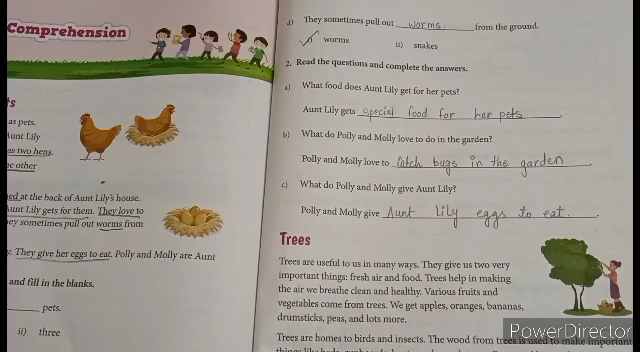 Comprehension
ts
as pets.
Aunt Lily
as two hens.
he other
ned at the back of Aunt Lily's house.
Aunt Lily gets for them. They love to
ey sometimes pull out worms from
y. They give her eggs to eat. Polly and Molly are Aunt
and fill in the blanks.
pets.
ii) three
d) They sometimes pull out worms. from the ground.
i) worms ii) snakes
2. Read the questions and complete the answers.
a) What food does Aunt Lily get for her pets?
Aunt Lily gets special food for her pets.
b) What do Polly and Molly love to do in the garden?
Polly and Molly love to Catch bugs in the garden.
c) What do Polly and Molly give Aunt Lily?
Polly and Molly give Aunt lily eggs to eat.
Trees
Trees are useful to us in many ways. They give us two very
important things: fresh air and food. Trees help in making
the air we breathe clean and healthy. Various fruits and
vegetables come from trees. We get apples, oranges, bananas,
drumsticks, peas, and lots more.
Trees are homes to birds and insects. The wood from trees is used to make important
things like
PowerDirector